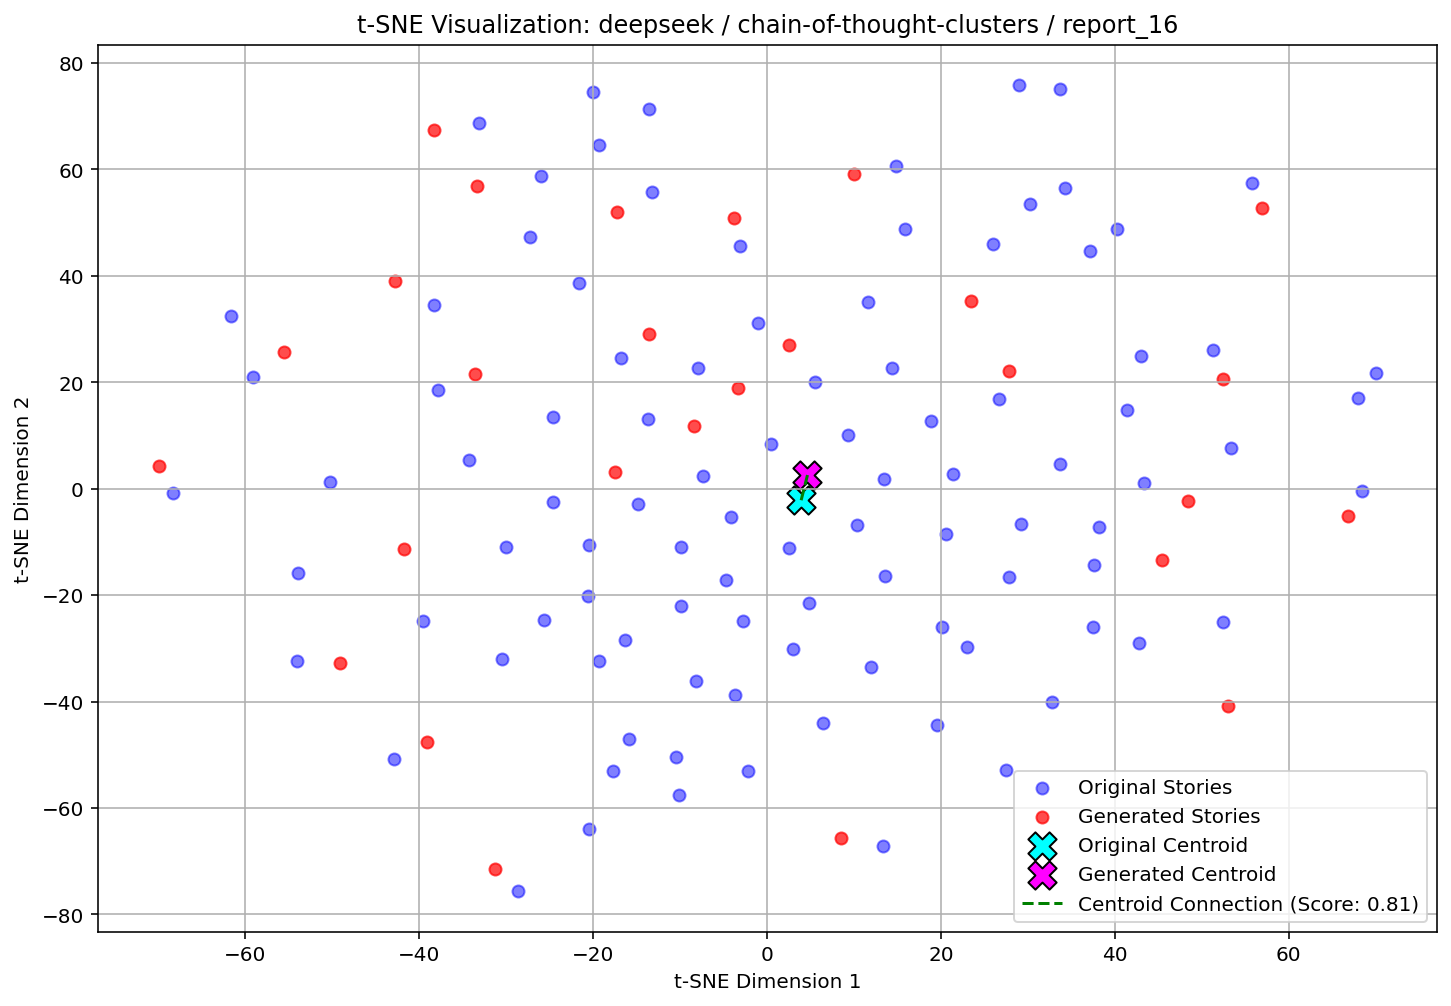 t-SNE Visualization: deepseek / chain-of-thought-clusters / report_16
80
60
40
20
0
−20
−40
−60
−80
t-SNE Dimension 2
Original Stories
Generated Stories
Original Centroid
Generated Centroid
Centroid Connection (Score: 0.81)
−60 −40 −20 0 20 40 60
t-SNE Dimension 1